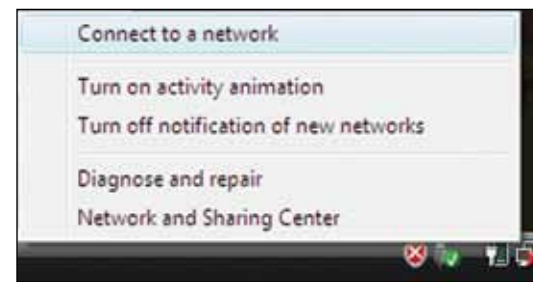 Connect to a network
Turn on activity animation
Turn off notification of new networks
Diagnose and repair
Network and Sharing Center